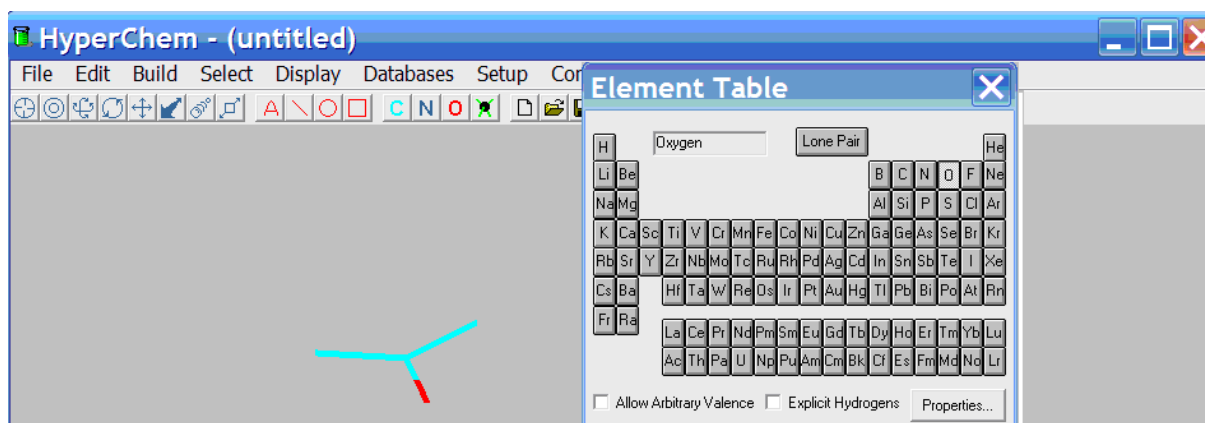 HyperChem - (untitled)
File Edit Build Select Display Databases Setup Cor
A C N O
Element Table
Oxygen Lone Pair
H He
Li Be B C N O F Ne
Na Mg Al Si P S Cl Ar
K Ca Sc Ti V Cr Mn Fe Co Ni Cu Zn Ga Ge As Se Br Kr
Rb Sr Y Zr Nb Mo Tc Ru Rh Pd Ag Cd In Sn Sb Te I Xe
Cs Ba Hf Ta W Re Os Ir Pt Au Hg Tl Pb Bi Po At Rn
Fr Ra
La Ce Pr Nd Pm Sm Eu Gd Tb Dy Ho Er Tm Yb Lu
Ac Th Pa U Np Pu Am Cm Bk Cf Es Fm Md No Lr
Allow Arbitrary Valence Explicit Hydrogens Properties...